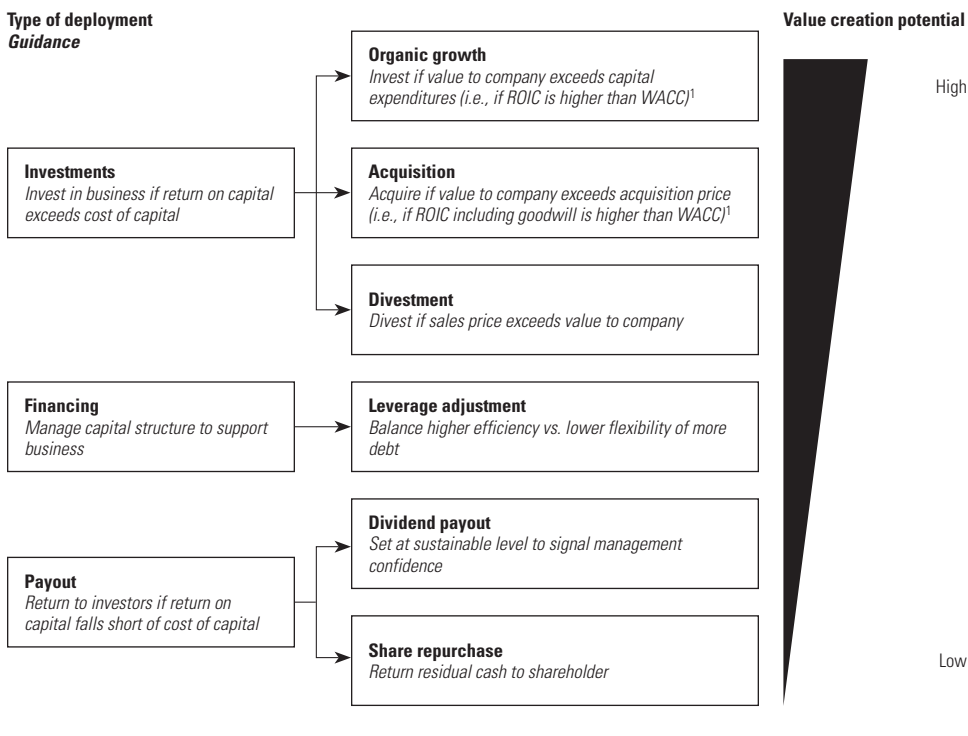 Type of deployment
Guidance
Value creation potential
Organic growth
Invest if value to company exceeds capital
expenditures (i.e., if ROIC is higher than WACC)¹
High
Investments
Invest in business if return on capital
exceeds cost of capital
Acquisition
Acquire if value to company exceeds acquisition price
(i.e., if ROIC including goodwill is higher than WACC)¹
Divestment
Divest if sales price exceeds value to company
Financing
Manage capital structure to support
business
Leverage adjustment
Balance higher efficiency vs. lower flexibility of more
debt
Dividend payout
Set at sustainable level to signal management
confidence
Payout
Return to investors if return on
capital falls short of cost of capital
Share repurchase
Return residual cash to shareholder
Low